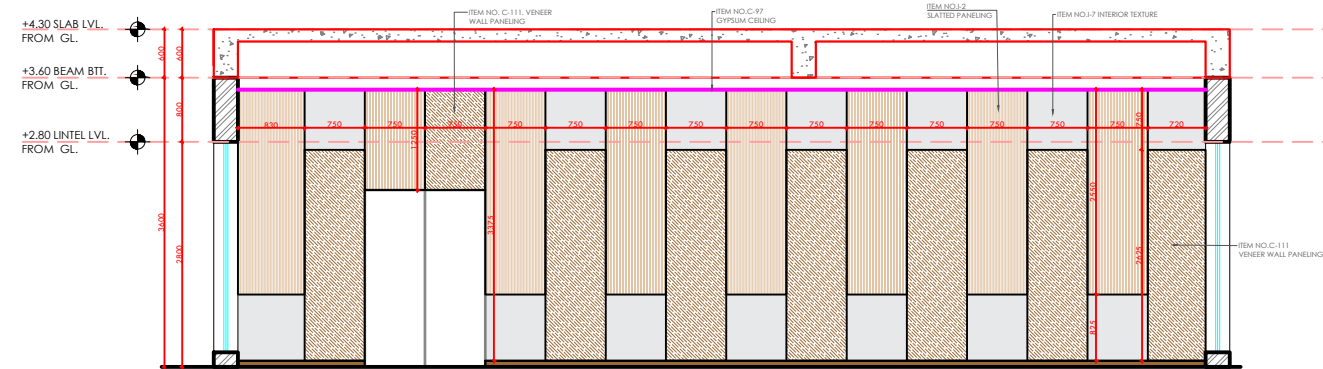 +4.30 SLAB LVL.
FROM GL.
+3.60 BEAM BTT.
FROM GL.
+2.80 LINTEL LVL.
FROM GL.
ITEM NO. C-111, VENEER
WALL PANELING
ITEM NO.C-97
GYPSUM CEILING
ITEM NO.I-2
SLATTED PANELING
ITEM NO.I-7 INTERIOR TEXTURE
600
600
800
3600
2800
830
750
750
750
750
750
750
750
750
750
750
750
750
750
750
720
1250
3375
2550
825
750
2625
ITEM NO.C-111
VENEER WALL PANELING